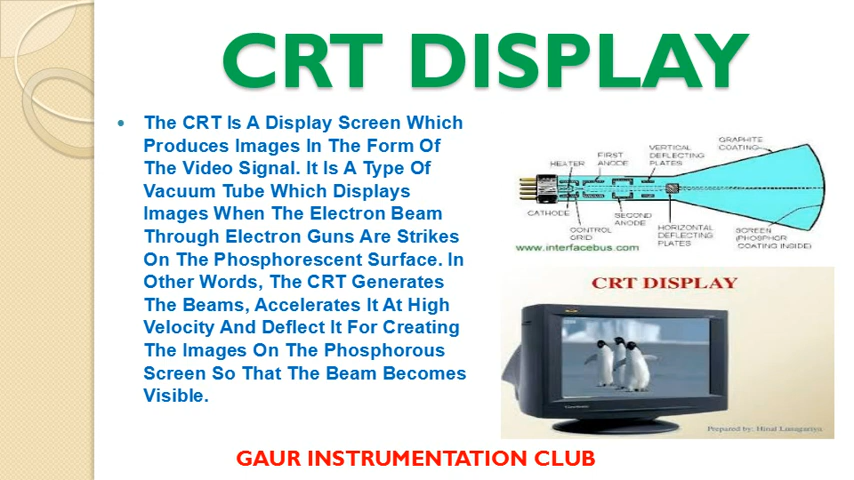 CRT DISPLAY
• The CRT Is A Display Screen Which
Produces Images In The Form Of
The Video Signal. It Is A Type Of
Vacuum Tube Which Displays
Images When The Electron Beam
Through Electron Guns Are Strikes
On The Phosphorescent Surface. In
Other Words, The CRT Generates
The Beams, Accelerates It At High
Velocity And Deflect It For Creating
The Images On The Phosphorous
Screen So That The Beam Becomes
Visible.
HEATER
FIRST
ANODE
VERTICAL
DEFLECTING
PLATES
GRAPHITE
COATING
CATHODE
CONTROL
GRID
SECOND
ANODE
HORIZONTAL
DEFLECTING
PLATES
SCREEN
(PHOSPHOR
COATING INSIDE)
www.interfacebus.com
CRT DISPLAY
Prepared by: Hiral
GAUR INSTRUMENTATION CLUB